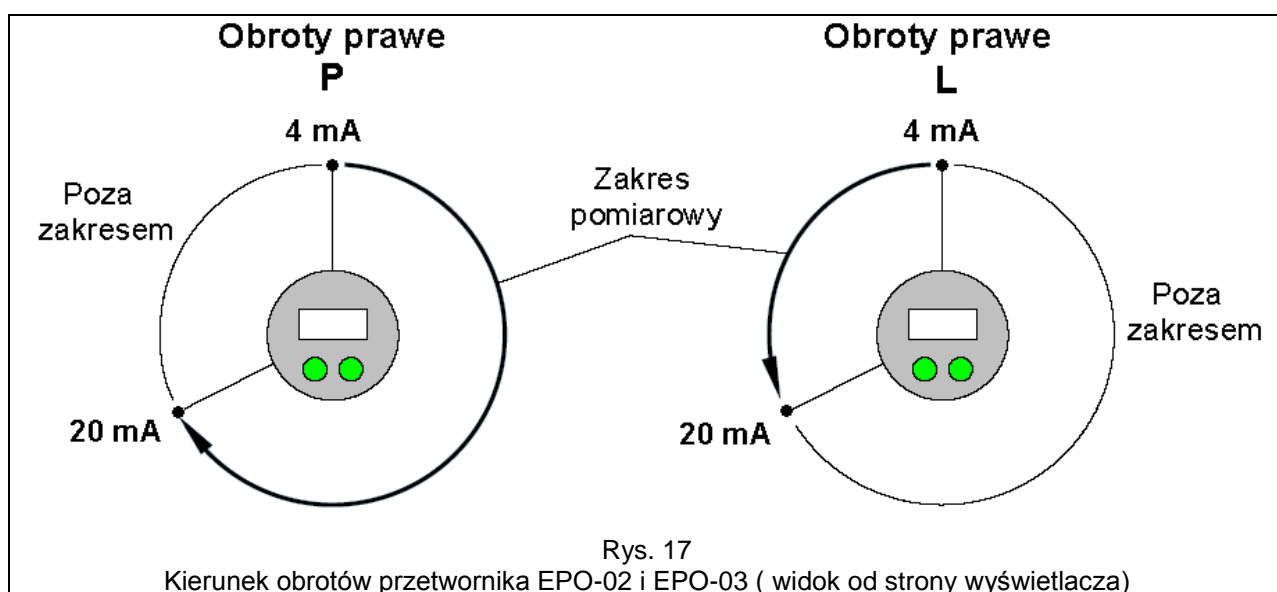 Obroty prawe
P
4 mA
Poza
zakresem
20 mA
Zakres
pomiarowy
Obroty prawe
L
4 mA
Poza
zakresem
20 mA
Rys. 17
Kierunek obrotów przetwornika EPO-02 i EPO-03 ( widok od strony wyświetlacza)